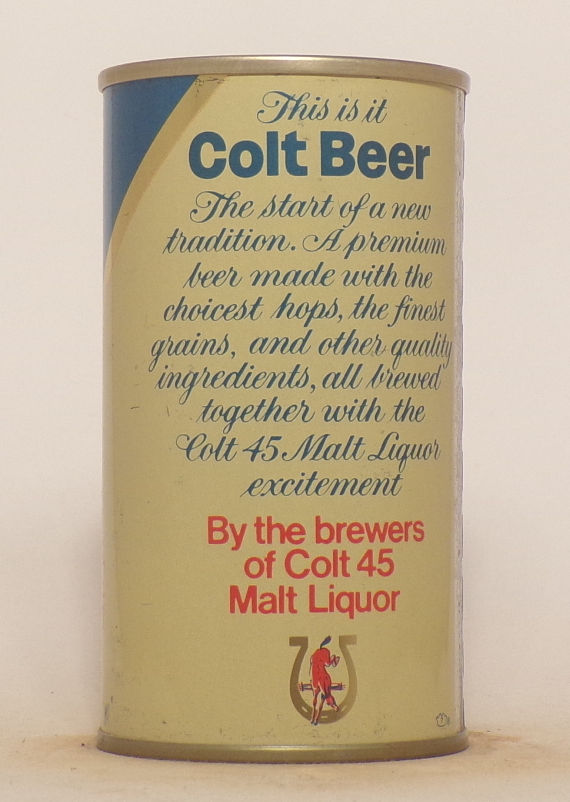 This is it
Colt Beer
The start of a new
tradition. A premium
beer made with the
choicest hops, the finest
grains, and other quality
ingredients, all brewed
together with the
Colt 45 Malt Liquor
excitement
By the brewers
of Colt 45
Malt Liquor